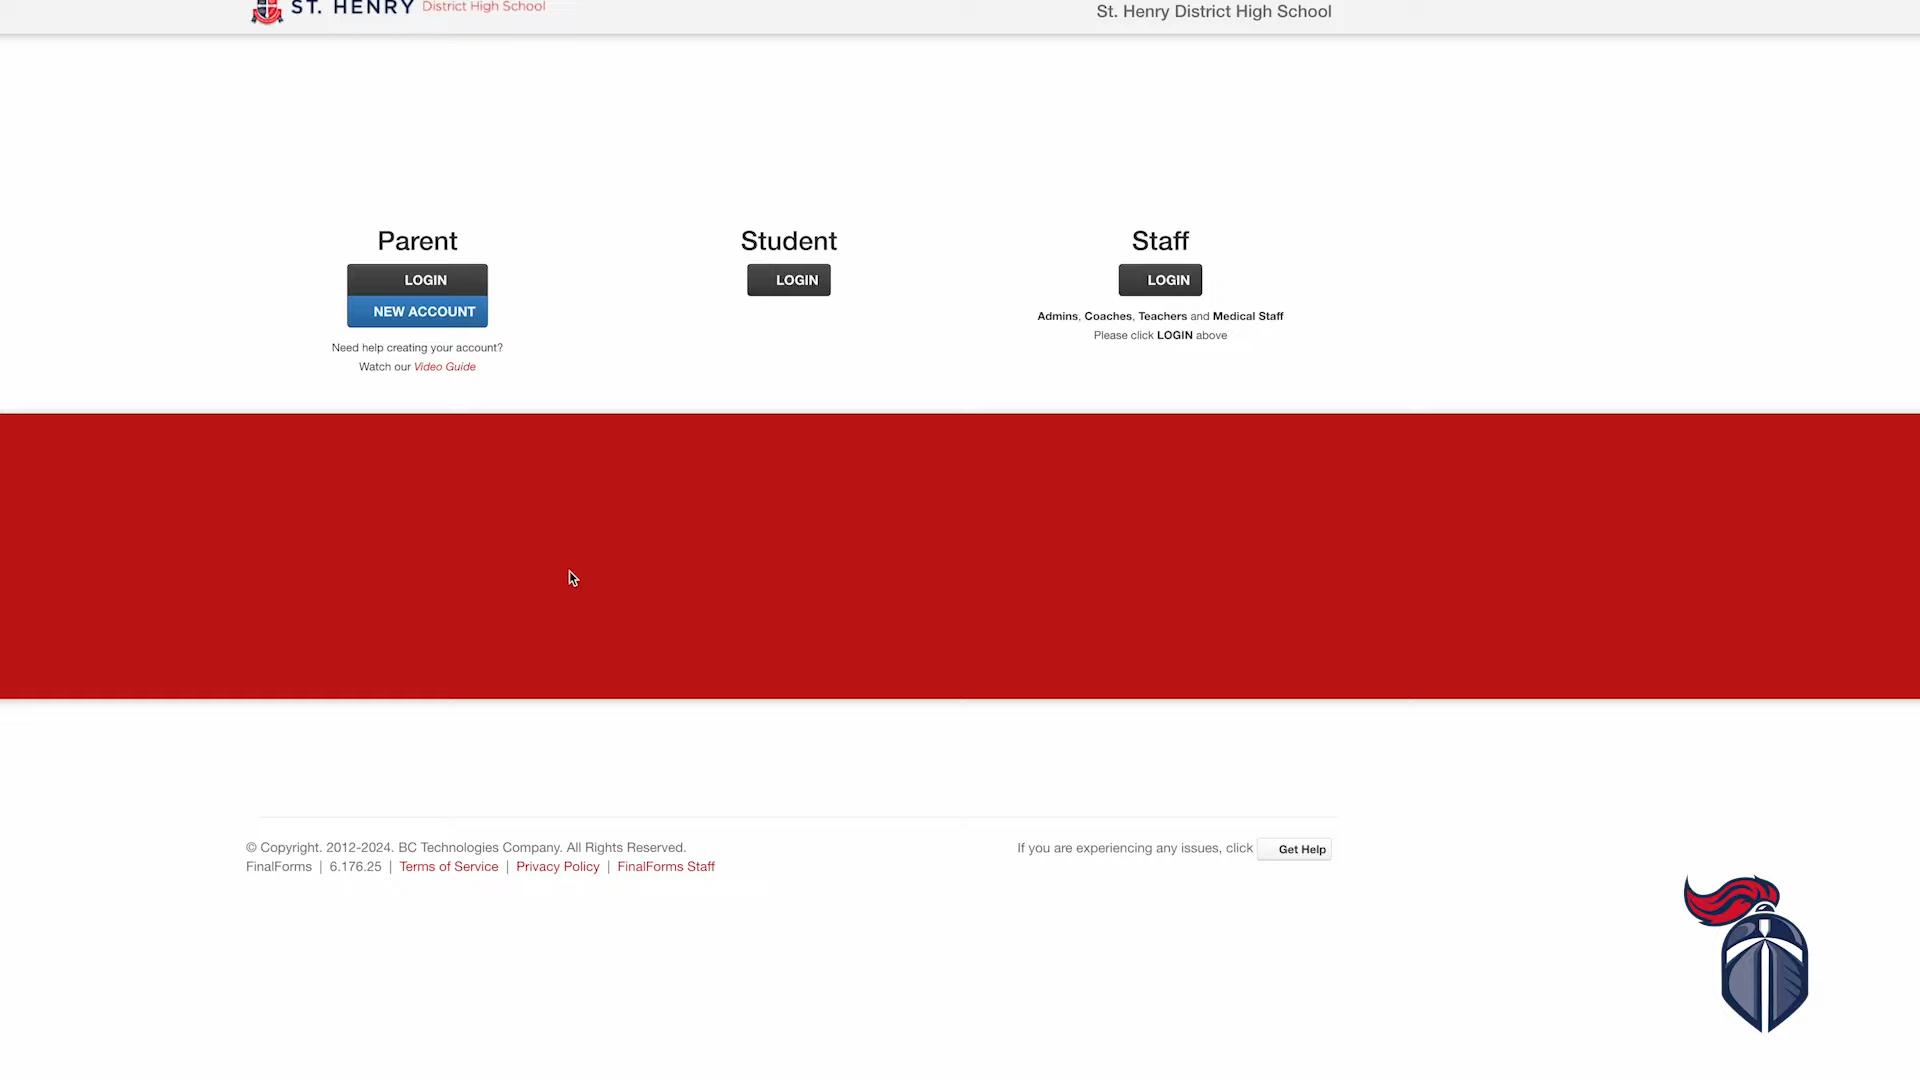 ST. HENRY District High School
St. Henry District High School
Parent
LOGIN
NEW ACCOUNT
Need help creating your account?
Watch our Video Guide
Student
LOGIN
Staff
LOGIN
Admins, Coaches, Teachers and Medical Staff
Please click LOGIN above
© Copyright. 2012-2024. BC Technologies Company. All Rights Reserved.
FinalForms | 6.176.25 | Terms of Service | Privacy Policy | FinalForms Staff
If you are experiencing any issues, click Get Help